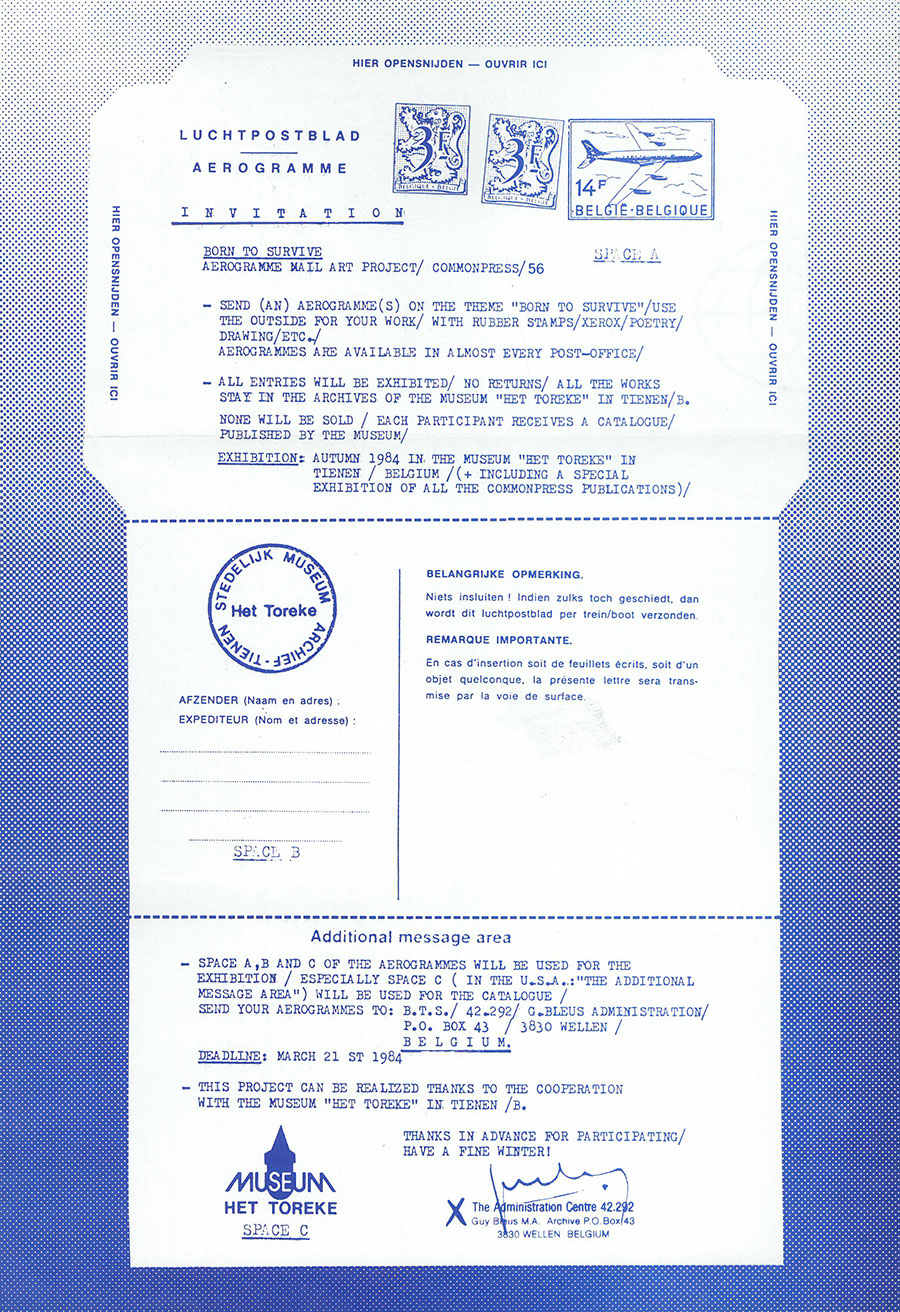 HIER OPENSNIJDEN — OUVRIR ICI
LUCHTPOSTBLAD
AEROGRAMME
3F
BELGIQUE-BELGIË
3F
BELGIQUE-BELGIË
14F
BELGIË-BELGIQUE
INVITATION
HIER OPENSNIJDEN — OUVRIR ICI
HIER OPENSNIJDEN — OUVRIR ICI
BORN TO SURVIVE
SPACE A
AEROGRAMME MAIL ART PROJECT/ COMMONPRESS/56
— SEND (AN) AEROGRAMME(S) ON THE THEME "BORN TO SURVIVE"/USE
THE OUTSIDE FOR YOUR WORK/ WITH RUBBER STAMPS/XEROX/POETRY/
DRAWING/ETC./
AEROGRAMMES ARE AVAILABLE IN ALMOST EVERY POST-OFFICE/
— ALL ENTRIES WILL BE EXHIBITED/ NO RETURNS/ ALL THE WORKS
STAY IN THE ARCHIVES OF THE MUSEUM "HET TOREKE" IN TIENEN/B.
NONE WILL BE SOLD / EACH PARTICIPANT RECEIVES A CATALOGUE/
PUBLISHED BY THE MUSEUM/
EXHIBITION: AUTUMN 1984 IN THE MUSEUM "HET TOREKE" IN
TIENEN / BELGIUM /(+ INCLUDING A SPECIAL
EXHIBITION OF ALL THE COMMONPRESS PUBLICATIONS)/
STEDELIJK MUSEUM
Het Toreke
ARCHIEF-TIENEN
BELANGRIJKE OPMERKING.
Niets insluiten ! Indien zulks toch geschiedt, dan
wordt dit luchtpostblad per trein/boot verzonden.
REMARQUE IMPORTANTE.
En cas d'insertion soit de feuillets écrits, soit d'un
objet quelconque, la présente lettre sera trans-
mise par la voie de surface.
AFZENDER (Naam en adres) :
EXPEDITEUR (Nom et adresse) :
SPACE B
Additional message area
— SPACE A,B AND C OF THE AEROGRAMMES WILL BE USED FOR THE
EXHIBITION / ESPECIALLY SPACE C ( IN THE U.S.A.:"THE ADDITIONAL
MESSAGE AREA") WILL BE USED FOR THE CATALOGUE /
SEND YOUR AEROGRAMMES TO: B.T.S./ 42.292/ G.BLEUS ADMINISTRATION/
P.O. BOX 43 / 3830 WELLEN /
BELGIUM.
DEADLINE: MARCH 21 ST 1984
— THIS PROJECT CAN BE REALIZED THANKS TO THE COOPERATION
WITH THE MUSEUM "HET TOREKE" IN TIENEN /B.
THANKS IN ADVANCE FOR PARTICIPATING/
HAVE A FINE WINTER!
MUSEUM
HET TOREKE
SPACE C
X The Administration Centre 42.292
Guy Bleus M.A. Archive P.O.Box 43
3830 WELLEN BELGIUM